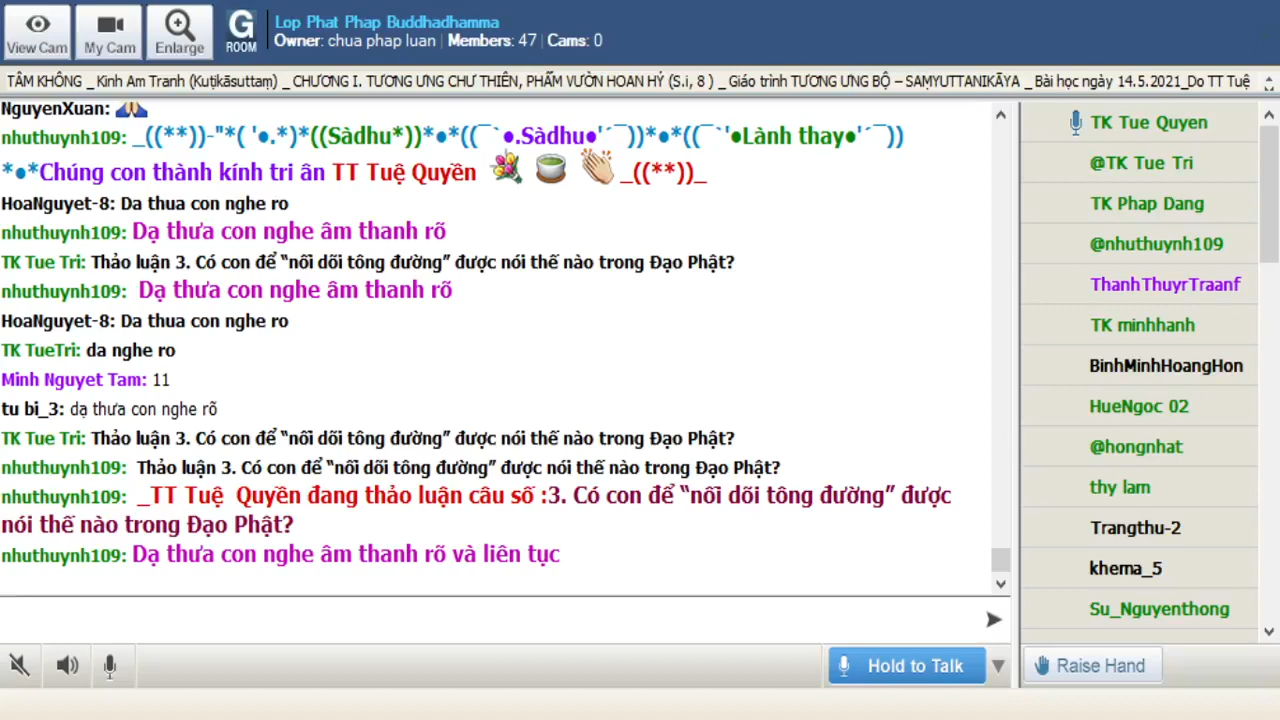 View Cam
My Cam
Enlarge
G
ROOM
Lop Phat Phap Buddhadhamma
Owner: chua phap luan | Members: 47 | Cams: 0
TÂM KHÔNG _Kinh Am Tranh (Kuṭikāsuttaṃ) _CHƯƠNG I. TƯƠNG ƯNG CHƯ THIÊN, PHẨM VƯỜN HOAN HỶ (S.i, 8 ) _Giáo trình TƯƠNG ƯNG BỘ – SAṂYUTTANIKĀYA _Bài học ngày 14.5.2021_Do TT Tuệ
NguyenXuan:
nhuthuynh109: _((**))-"*( '●.*)*((Sàdhu*))*●*((¯`●.Sàdhu●'´¯))*●*((¯`'●Lành thay●'´¯))
*●*Chúng con thành kính tri ân TT Tuệ Quyền _((**))_
HoaNguyet-8: Da thua con nghe ro
nhuthuynh109: Dạ thưa con nghe âm thanh rõ
TK Tue Tri: Thảo luận 3. Có con để “nối dõi tông đường” được nói thế nào trong Đạo Phật?
nhuthuynh109: Dạ thưa con nghe âm thanh rõ
HoaNguyet-8: Da thua con nghe ro
TK TueTri: da nghe ro
Minh Nguyet Tam: 11
tu bi_3: dạ thưa con nghe rõ
TK Tue Tri: Thảo luận 3. Có con để “nối dõi tông đường” được nói thế nào trong Đạo Phật?
nhuthuynh109: Thảo luận 3. Có con để “nối dõi tông đường” được nói thế nào trong Đạo Phật?
nhuthuynh109: _TT Tuệ Quyền đang thảo luận câu số :3. Có con để “nối dõi tông đường” được
nói thế nào trong Đạo Phật?
nhuthuynh109: Dạ thưa con nghe âm thanh rõ và liên tục
TK Tue Quyen
@TK Tue Tri
TK Phap Dang
@nhuthuynh109
ThanhThuyrTraanf
TK minhhanh
BinhMinhHoangHon
HueNgoc 02
@hongnhat
thy lam
Trangthu-2
khema_5
Su_Nguyenthong
Hold to Talk
Raise Hand